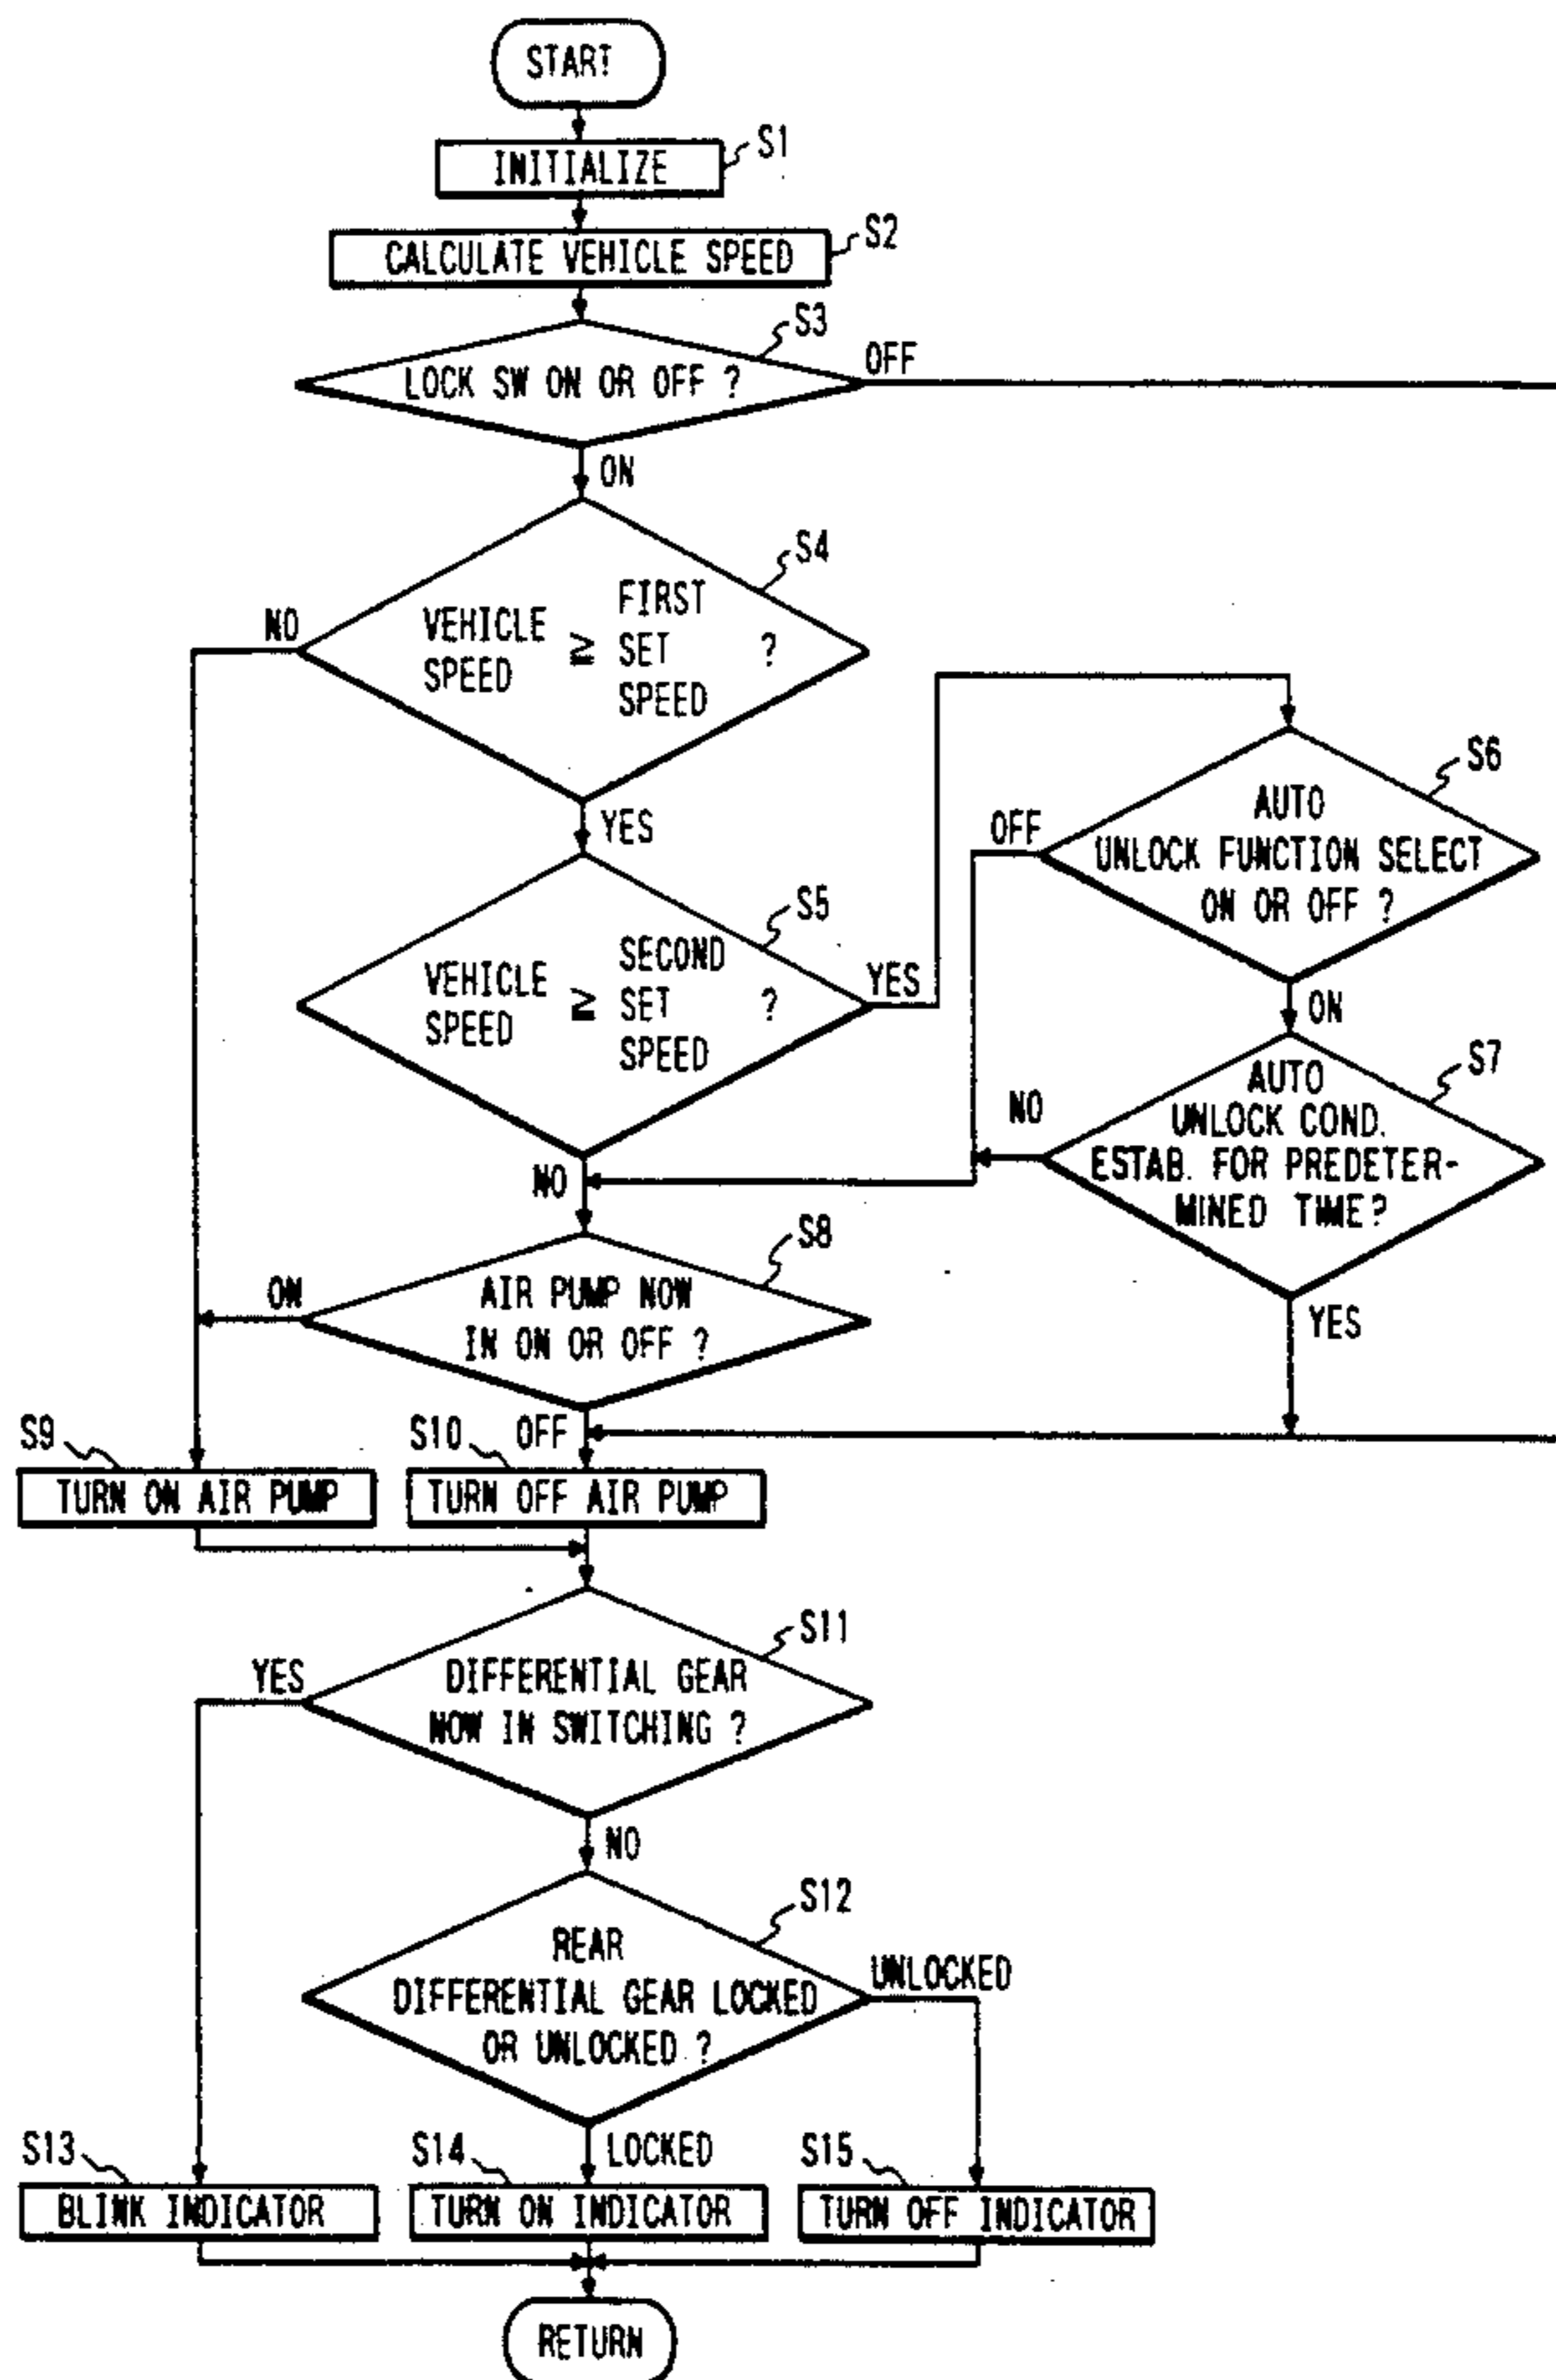 START
S1
INITIALIZE
S2
CALCULATE VEHICLE SPEED
S3
LOCK SW ON OR OFF ?
OFF
ON
S4
NO
VEHICLE SPEED ≧ FIRST SET SPEED ?
YES
S5
VEHICLE SPEED ≧ SECOND SET SPEED ?
YES
NO
S6
AUTO
UNLOCK FUNCTION SELECT
ON OR OFF ?
OFF
ON
S7
AUTO
UNLOCK COND.
ESTAB. FOR PREDETER-
MINED TIME?
NO
YES
S8
AIR PUMP NOW
IN ON OR OFF ?
ON
OFF
S9
TURN ON AIR PUMP
S10
TURN OFF AIR PUMP
S11
DIFFERENTIAL GEAR
NOW IN SWITCHING ?
YES
NO
S12
REAR
DIFFERENTIAL GEAR LOCKED
OR UNLOCKED ?
UNLOCKED
LOCKED
S13
BLINK INDICATOR
S14
TURN ON INDICATOR
S15
TURN OFF INDICATOR
RETURN